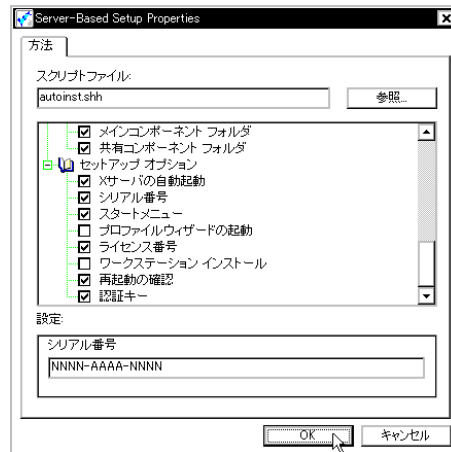 Server-Based Setup Properties
方法
スクリプトファイル:
autoinst.shh
参照...
メインコンポーネント フォルダ
共有コンポーネント フォルダ
セットアップ オプション
Xサーバの自動起動
シリアル番号
スタートメニュー
プロファイルウィザードの起動
ライセンス番号
ワークステーション インストール
再起動の確認
認証キー
設定:
シリアル番号
NNNN-AAAA-NNNN
OK
キャンセル